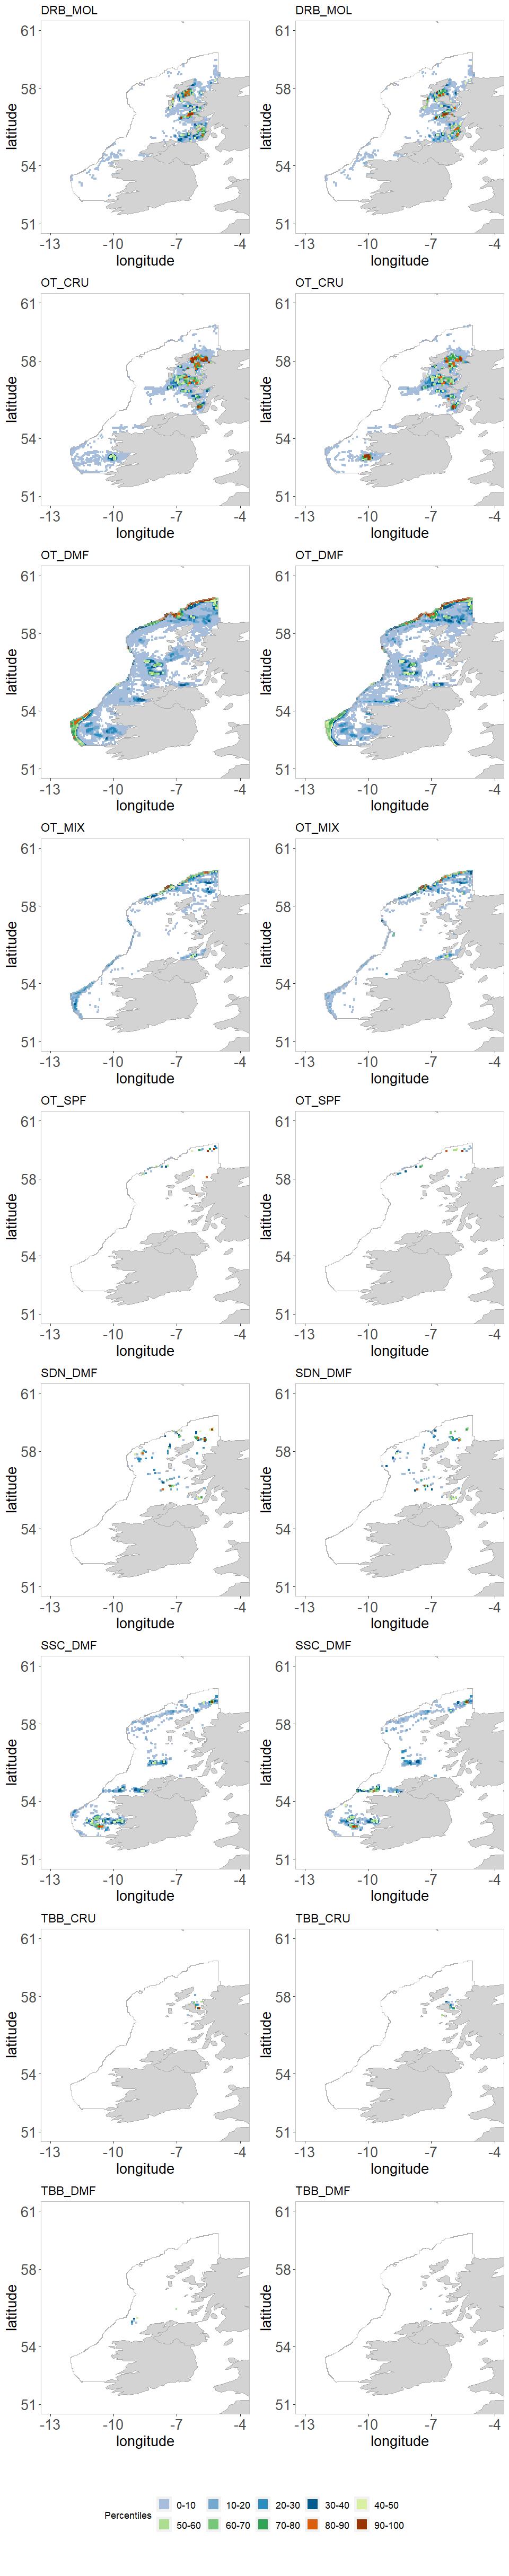 DRB_MOL DRB_MOL
61 61
58 58
latitude latitude
54 54
51 51
-13 -10 -7 -4 -13 -10 -7 -4
longitude longitude
OT_CRU OT_CRU
61 61
58 58
latitude latitude
54 54
51 51
-13 -10 -7 -4 -13 -10 -7 -4
longitude longitude
OT_DMF OT_DMF
61 61
58 58
latitude latitude
54 54
51 51
-13 -10 -7 -4 -13 -10 -7 -4
longitude longitude
OT_MIX OT_MIX
61 61
58 58
latitude latitude
54 54
51 51
-13 -10 -7 -4 -13 -10 -7 -4
longitude longitude
OT_SPF OT_SPF
61 61
58 58
latitude latitude
54 54
51 51
-13 -10 -7 -4 -13 -10 -7 -4
longitude longitude
SDN_DMF SDN_DMF
61 61
58 58
latitude latitude
54 54
51 51
-13 -10 -7 -4 -13 -10 -7 -4
longitude longitude
SSC_DMF SSC_DMF
61 61
58 58
latitude latitude
54 54
51 51
-13 -10 -7 -4 -13 -10 -7 -4
longitude longitude
TBB_CRU TBB_CRU
61 61
58 58
latitude latitude
54 54
51 51
-13 -10 -7 -4 -13 -10 -7 -4
longitude longitude
TBB_DMF TBB_DMF
61 61
58 58
latitude latitude
54 54
51 51
-13 -10 -7 -4 -13 -10 -7 -4
longitude longitude
Percentiles
0-10 10-20 20-30 30-40 40-50
50-60 60-70 70-80 80-90 90-100